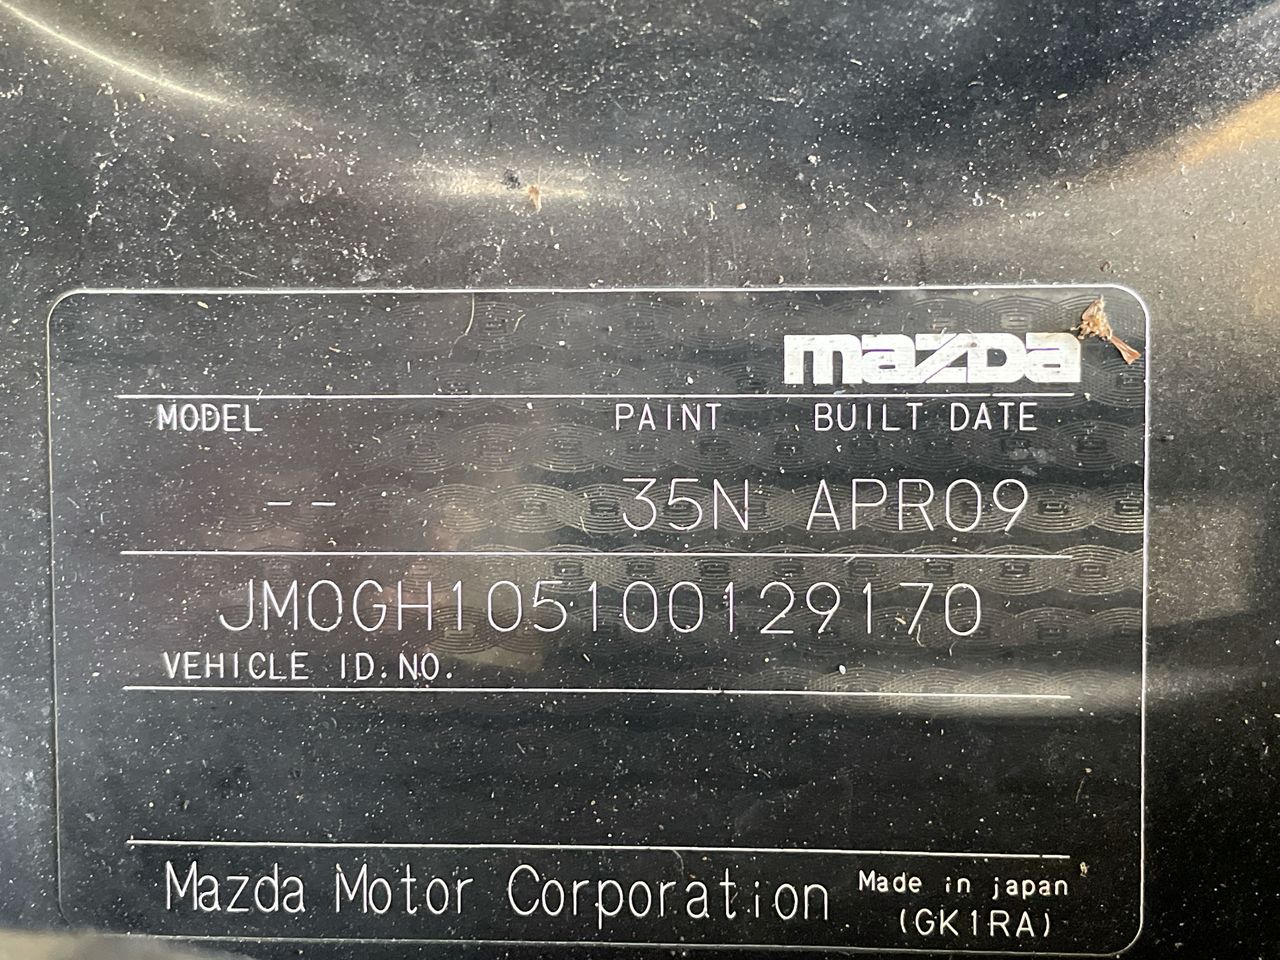 mazda
MODEL PAINT BUILT DATE
-- 35N APR09
JM0GH105100129170
VEHICLE ID.NO.
Mazda Motor Corporation Made in japan
(GK1RA)